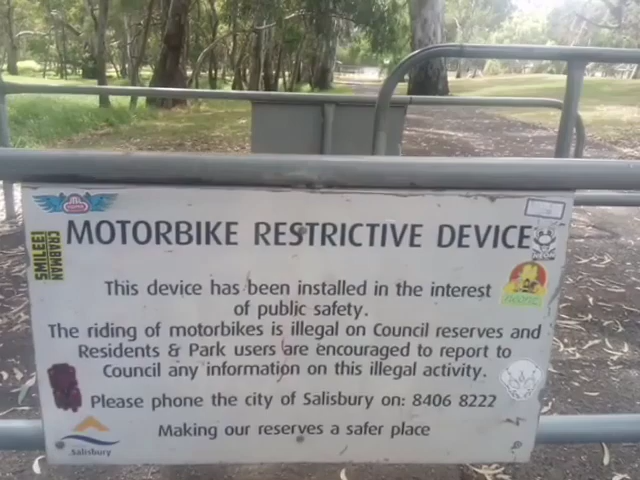 MOTORBIKE RESTRICTIVE DEVICE
CRABMAN
SMILEE
This device has been installed in the interest
of public safety.
The riding of motorbikes is illegal on Council reserves and
Residents & Park users are encouraged to report to
Council any information on this illegal activity.
Please phone the city of Salisbury on: 8406 8222
Making our reserves a safer place
Salisbury